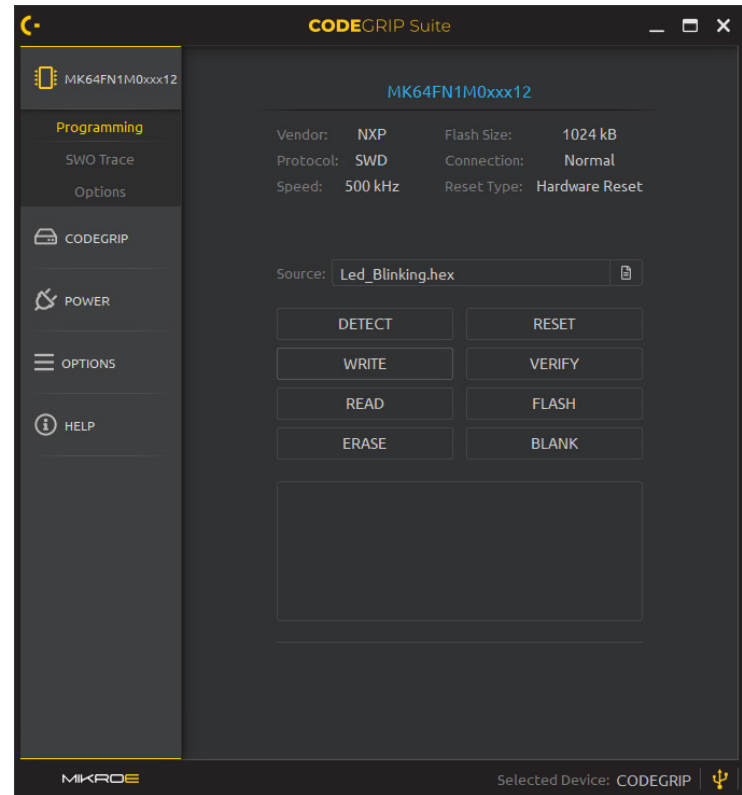 CODEGRIP Suite
MK64FN1M0xxx12
Programming
SWO Trace
Options
CODEGRIP
POWER
OPTIONS
HELP
MK64FN1M0xxx12
Vendor: NXP Flash Size: 1024 kB
Protocol: SWD Connection: Normal
Speed: 500 kHz Reset Type: Hardware Reset
Source: Led_Blinking.hex
DETECT RESET
WRITE VERIFY
READ FLASH
ERASE BLANK
MIKROE Selected Device: CODEGRIP